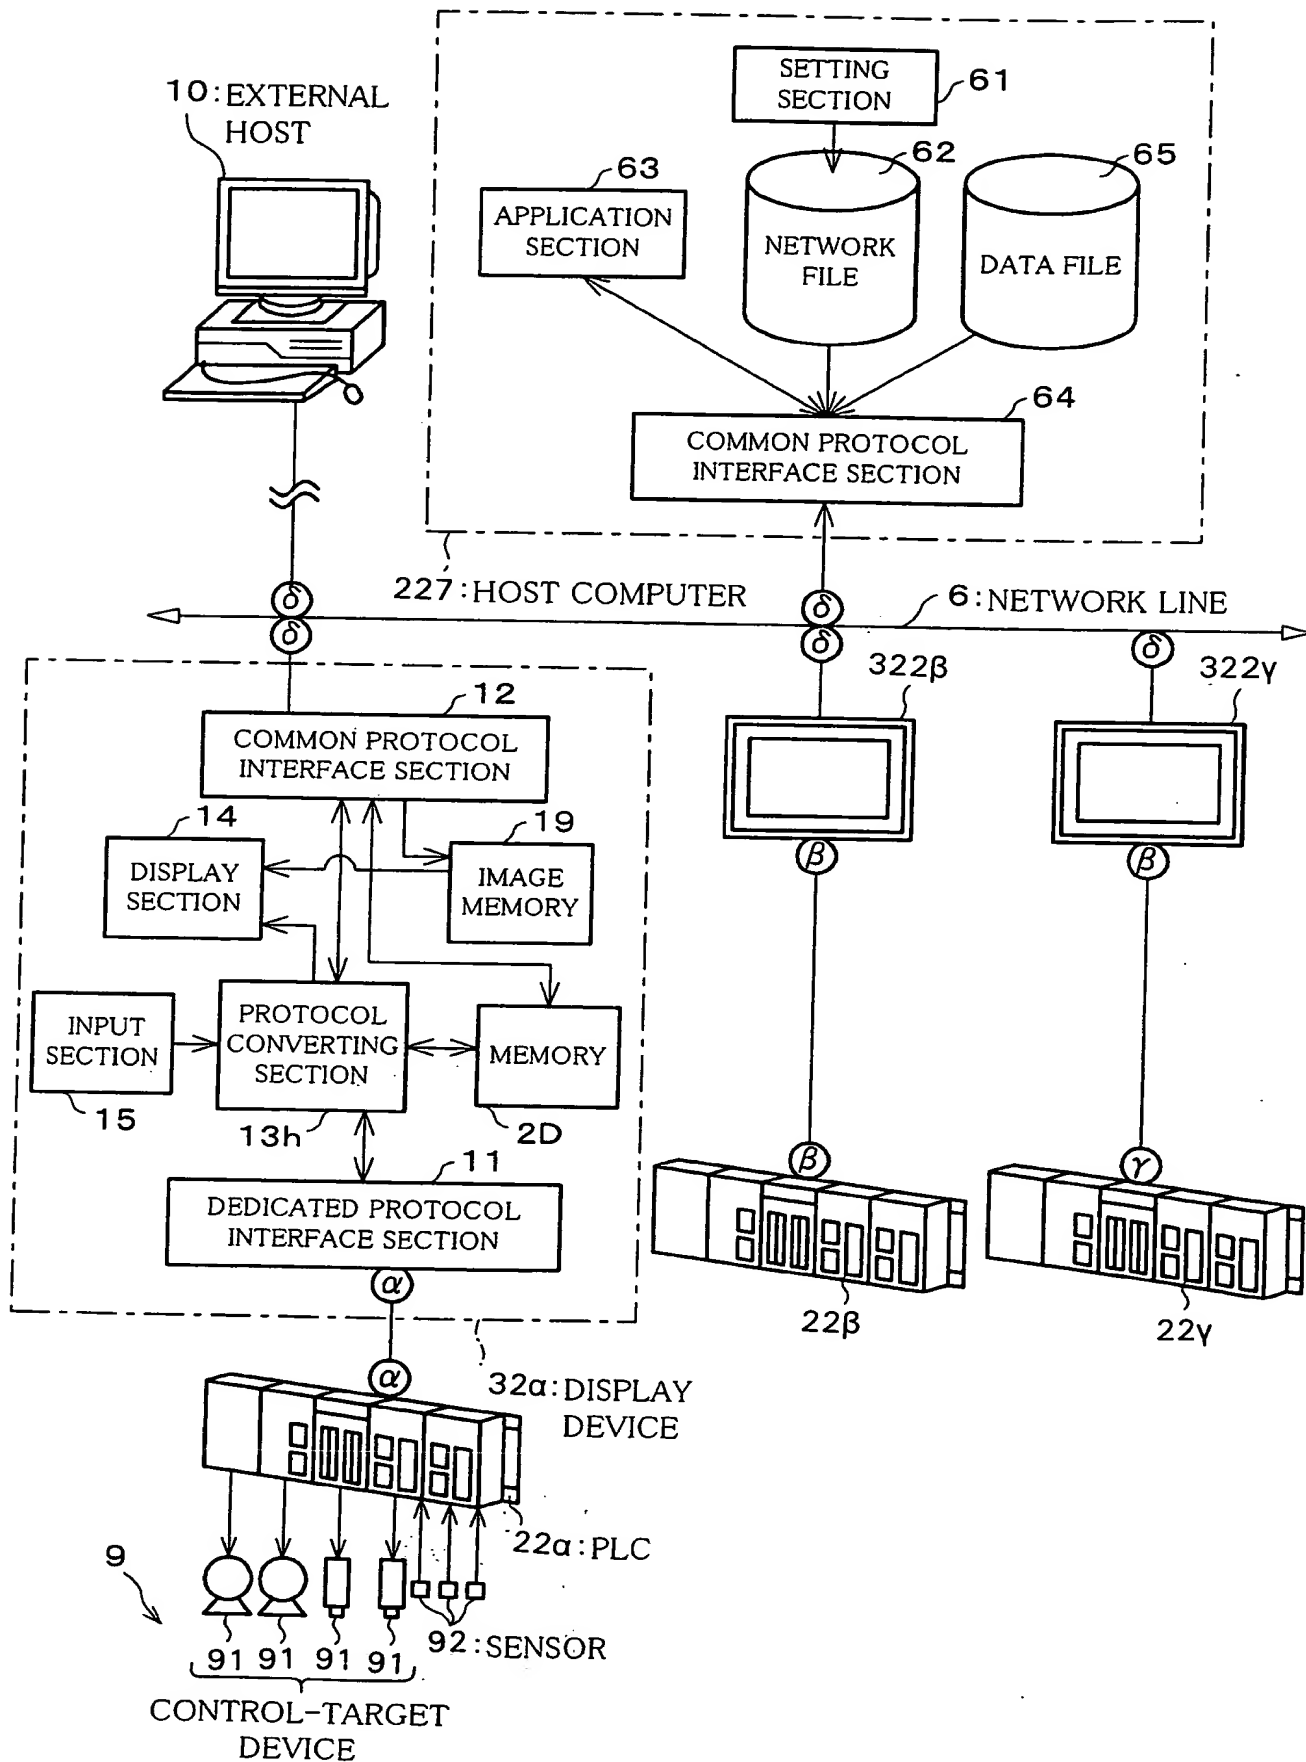 10:EXTERNAL
HOST
SETTING
SECTION
61
62
65
63
APPLICATION
SECTION
NETWORK
FILE
DATA FILE
64
COMMON PROTOCOL
INTERFACE SECTION
227:HOST COMPUTER
6:NETWORK LINE
δ
δ
δ
δ
δ
322β
322γ
12
COMMON PROTOCOL
INTERFACE SECTION
14
19
DISPLAY
SECTION
IMAGE
MEMORY
β
β
INPUT
SECTION
PROTOCOL
CONVERTING
SECTION
MEMORY
15
13h
2D
11
DEDICATED PROTOCOL
INTERFACE SECTION
α
β
γ
22β
22γ
α
32α:DISPLAY
DEVICE
22α:PLC
9
92:SENSOR
91 91 91 91
CONTROL-TARGET
DEVICE